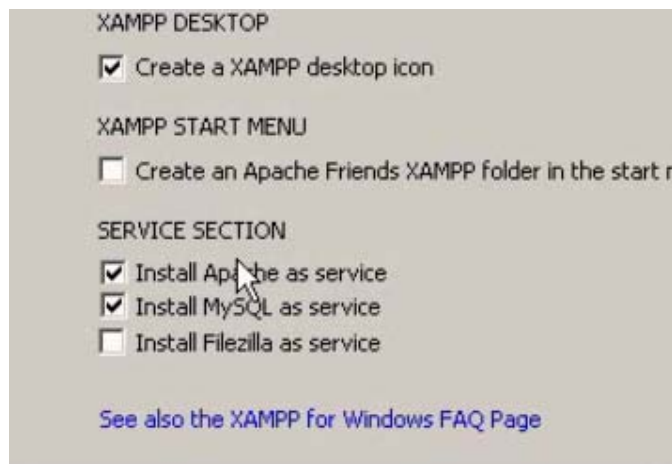 XAMPP DESKTOP
Create a XAMPP desktop icon
XAMPP START MENU
Create an Apache Friends XAMPP folder in the start
SERVICE SECTION
Install Apache as service
Install MySQL as service
Install Filezilla as service
See also the XAMPP for Windows FAQ Page